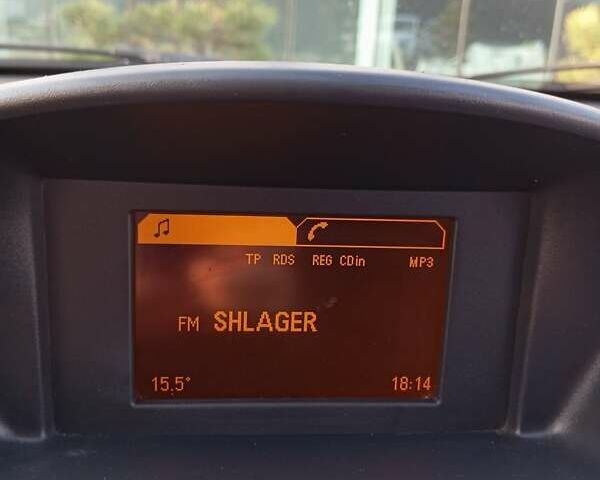 TP RDS REG CDin MP3
FM SHLAGER
15.5° 18:14